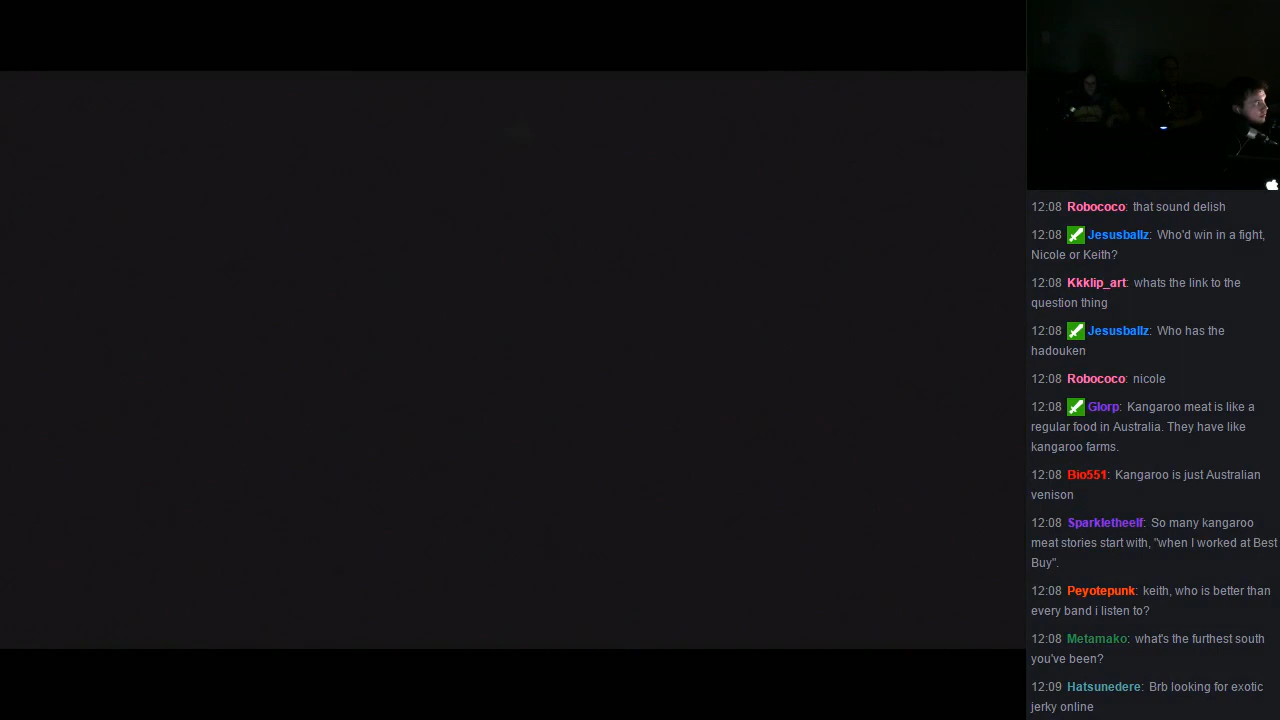 12:08 Robococo: that sound delish
12:08 Jesusballz: Who'd win in a fight,
Nicole or Keith?
12:08 Kkklip_art: whats the link to the
question thing
12:08 Jesusballz: Who has the
hadouken
12:08 Robococo: nicole
12:08 Glorp: Kangaroo meat is like a
regular food in Australia. They have like
kangaroo farms.
12:08 Bio551: Kangaroo is just Australian
venison
12:08 Sparkletheelf: So many kangaroo
meat stories start with, "when I worked at Best
Buy".
12:08 Peyotepunk: keith, who is better than
every band i listen to?
12:08 Metamako: what's the furthest south
you've been?
12:09 Hatsunedere: Brb looking for exotic
jerky online